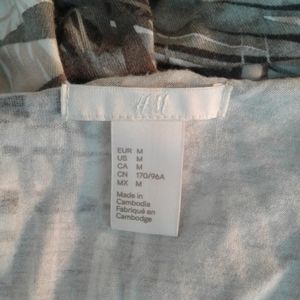 H&M
EUR M
US M
CA M
CN 170/96A
MX M
Made in
Cambodia
Fabriqué en
Cambodge